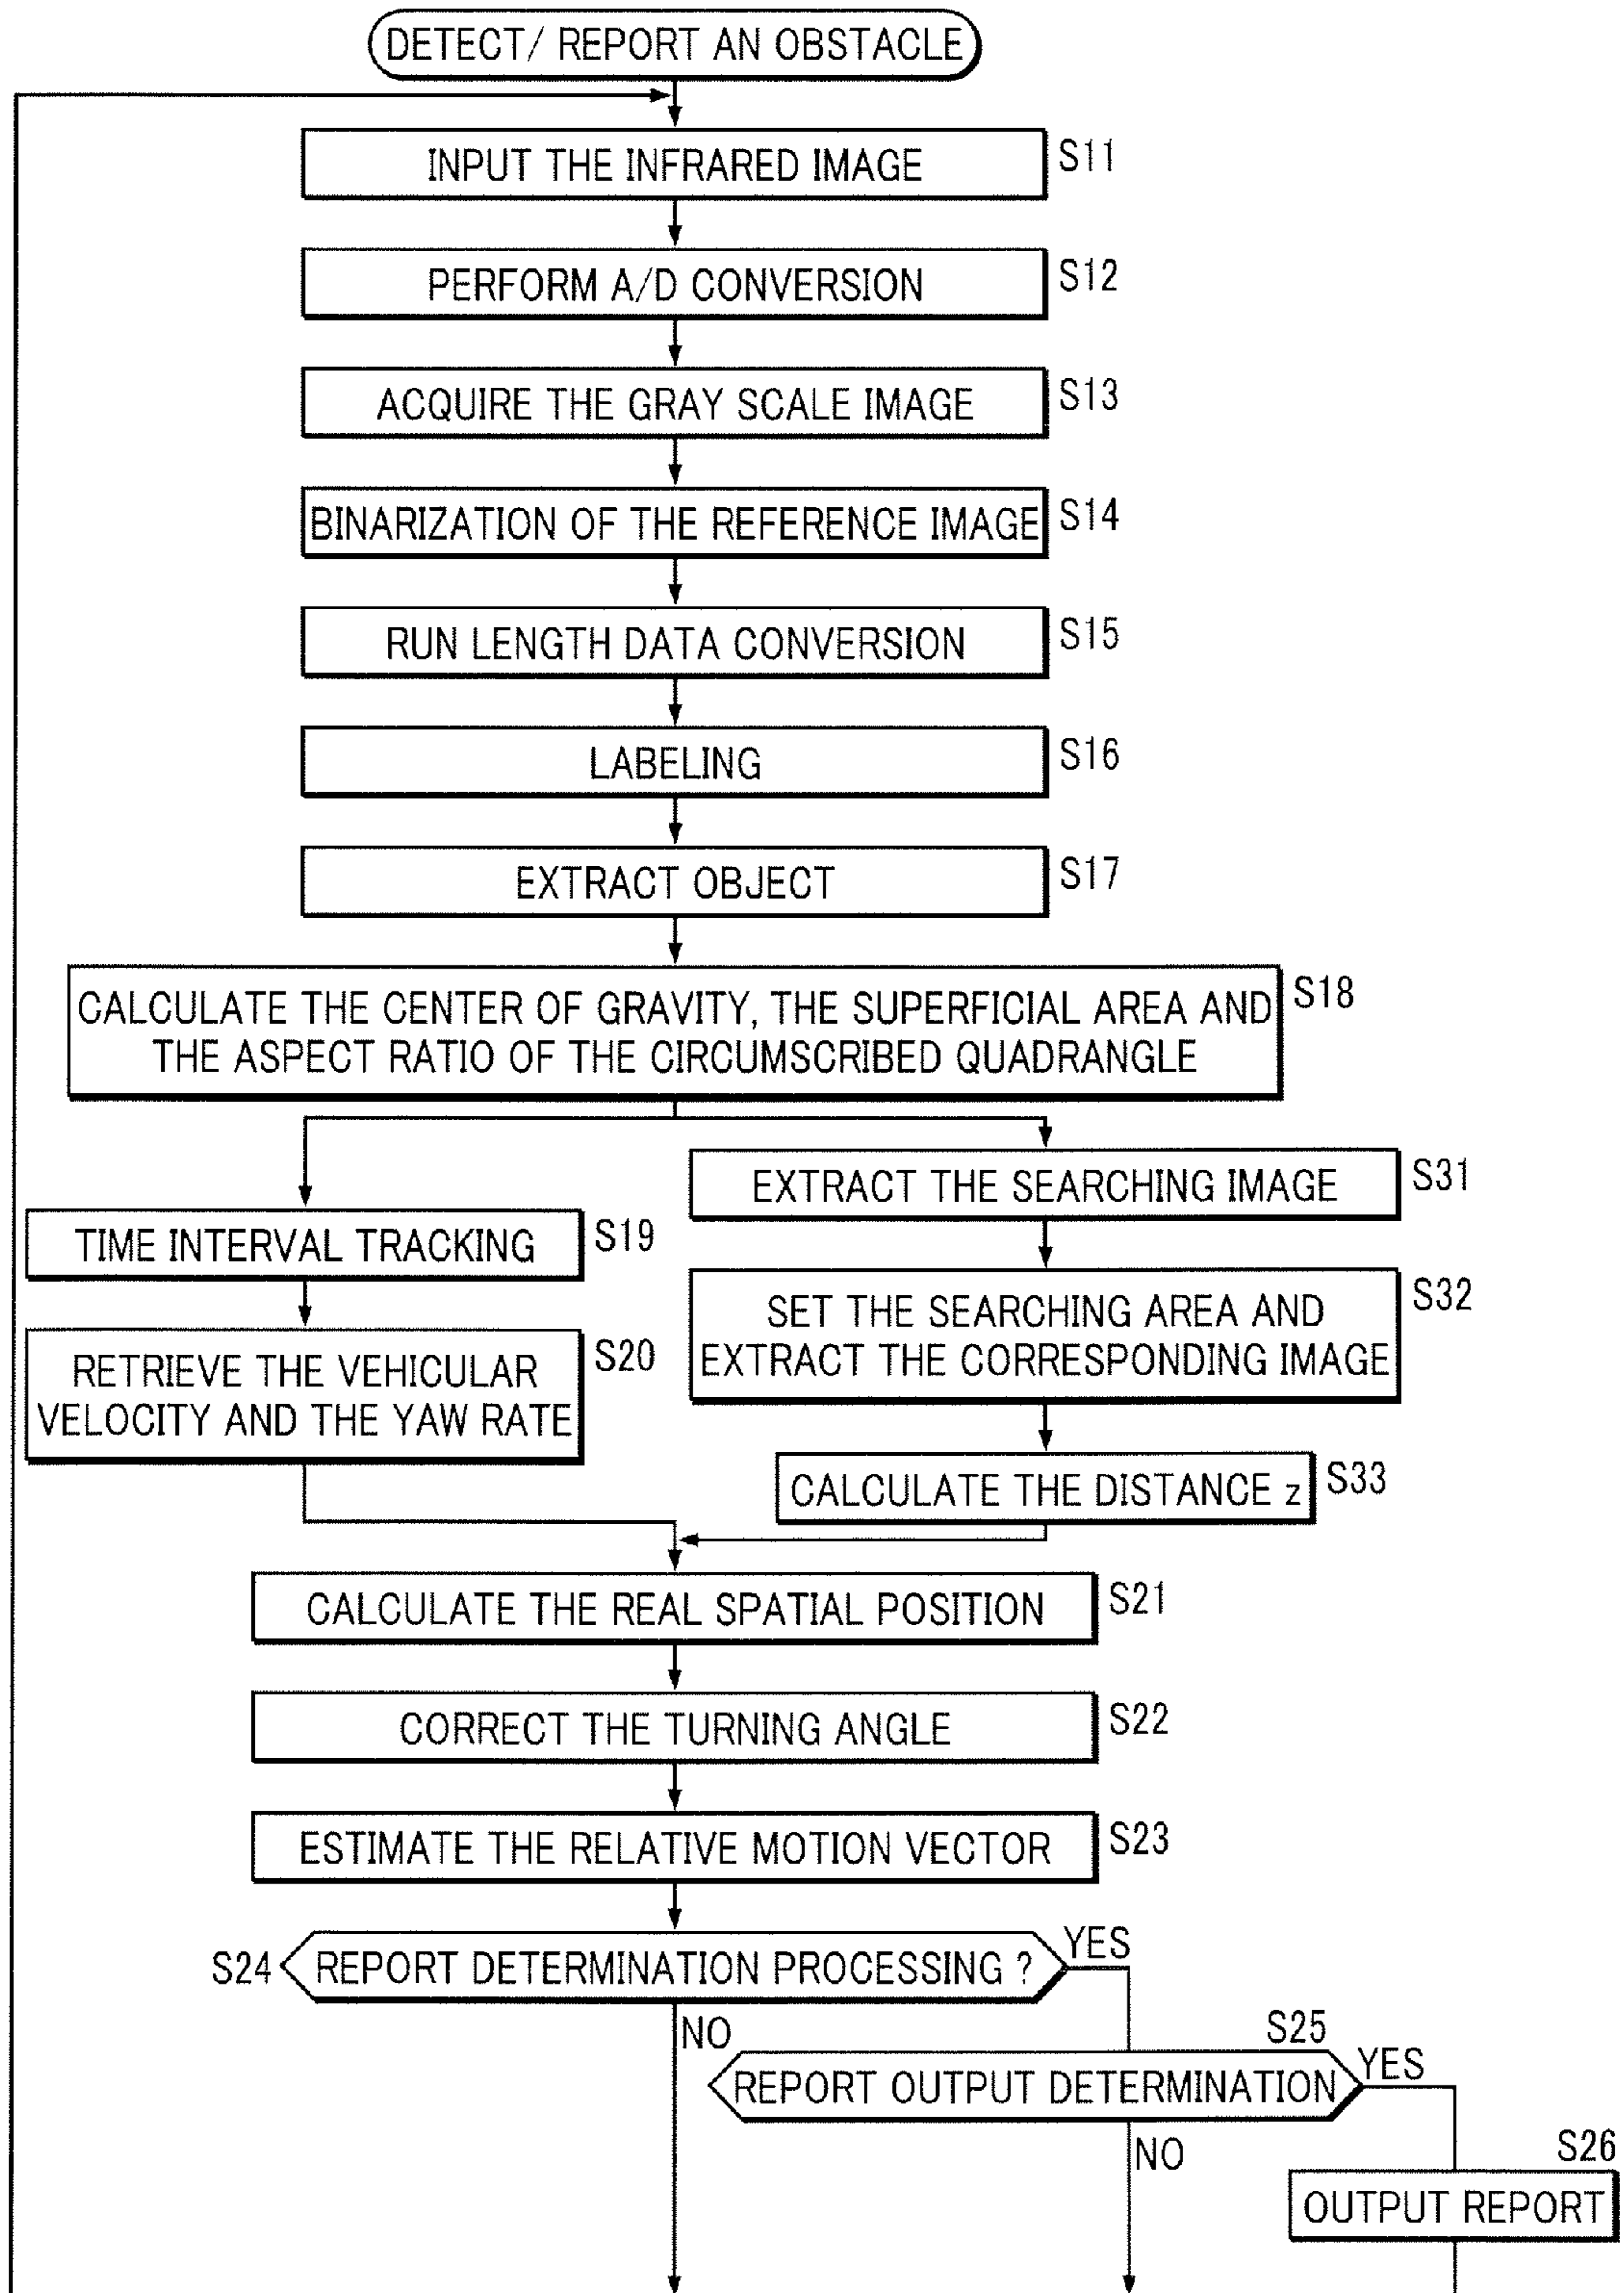 DETECT/ REPORT AN OBSTACLE
INPUT THE INFRARED IMAGE
S11
PERFORM A/D CONVERSION
S12
ACQUIRE THE GRAY SCALE IMAGE
S13
BINARIZATION OF THE REFERENCE IMAGE
S14
RUN LENGTH DATA CONVERSION
S15
LABELING
S16
EXTRACT OBJECT
S17
CALCULATE THE CENTER OF GRAVITY, THE SUPERFICIAL AREA AND
THE ASPECT RATIO OF THE CIRCUMSCRIBED QUADRANGLE
S18
TIME INTERVAL TRACKING
S19
RETRIEVE THE VEHICULAR
VELOCITY AND THE YAW RATE
S20
EXTRACT THE SEARCHING IMAGE
S31
SET THE SEARCHING AREA AND
EXTRACT THE CORRESPONDING IMAGE
S32
CALCULATE THE DISTANCE z
S33
CALCULATE THE REAL SPATIAL POSITION
S21
CORRECT THE TURNING ANGLE
S22
ESTIMATE THE RELATIVE MOTION VECTOR
S23
S24
REPORT DETERMINATION PROCESSING ?
YES
NO
S25
REPORT OUTPUT DETERMINATION
YES
NO
S26
OUTPUT REPORT